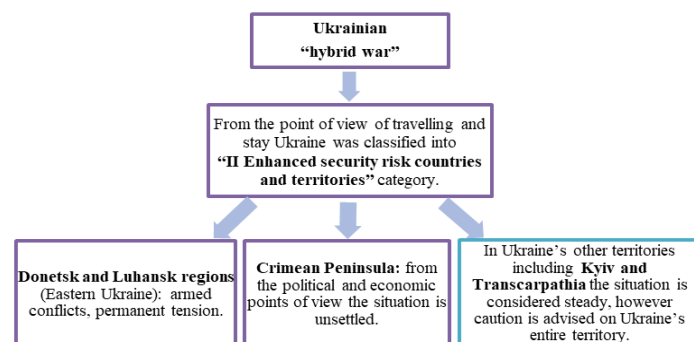 Ukrainian
“hybrid war”
From the point of view of travelling and
stay Ukraine was classified into
“II Enhanced security risk countries
and territories” category.
Donetsk and Luhansk regions
(Eastern Ukraine): armed
conflicts, permanent tension.
Crimean Peninsula: from
the political and economic
points of view the situation is
unsettled.
In Ukraine’s other territories
including Kyiv and
Transcarpathia the situation is
considered steady, however
caution is advised on Ukraine’s
entire territory.